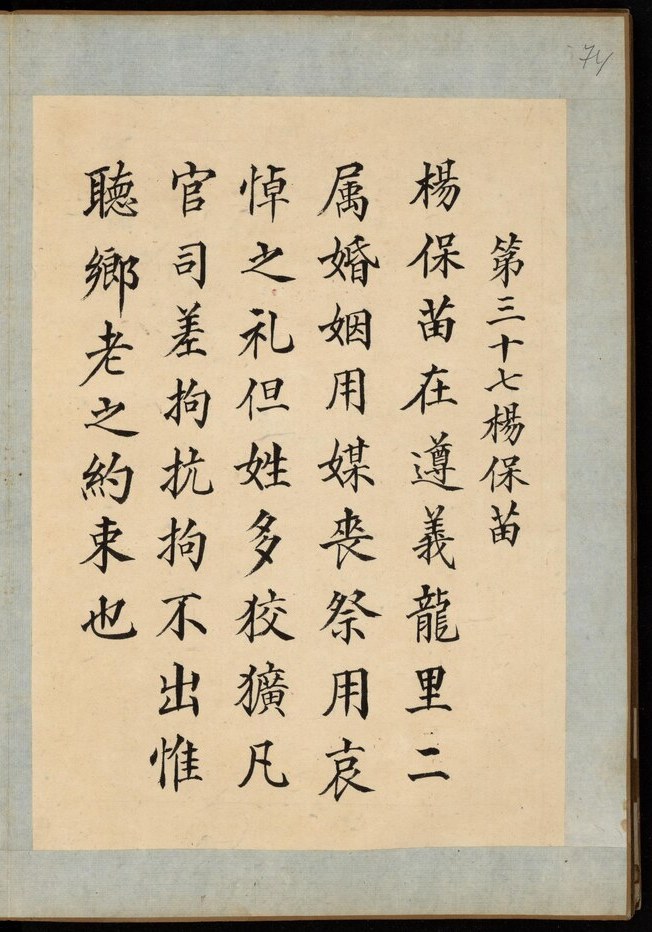 74
第三十七楊保苗
楊保苗在遵義龍里二
属婚姻用媒喪祭用哀
悼之礼但姓多狡獷凡
官司差拘抗拘不出惟
聽鄉老之約束也